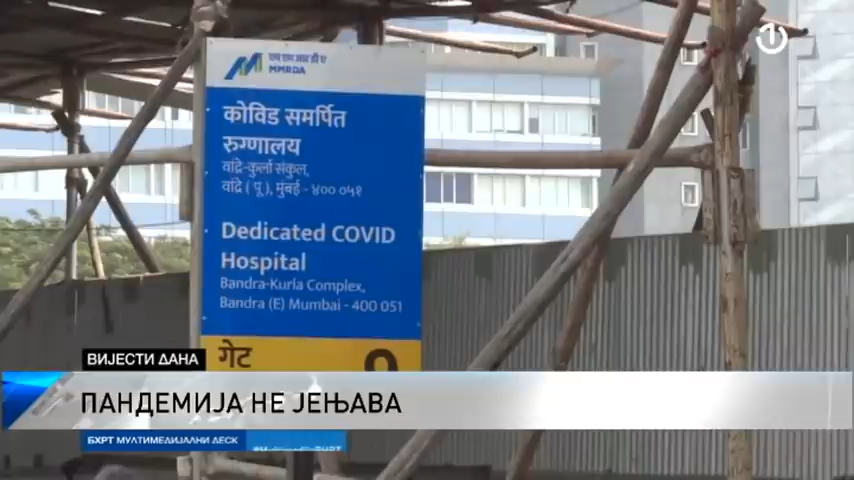 एम एम आर डी ए
MMRDA
कोविड समर्पित
रुग्णालय
वांद्रे-कुर्ला संकुल,
वांद्रे ( पू.), मुंबई - ४०० ०५१
Dedicated COVID
Hospital
Bandra-Kurla Complex,
Bandra (E) Mumbai - 400 051
गेट
ВИЈЕСТИ ДАНА
ПАНДЕМИЈА НЕ ЈЕЊАВА
БХРТ МУЛТИМЕДИЈАЛНИ ДЕСК